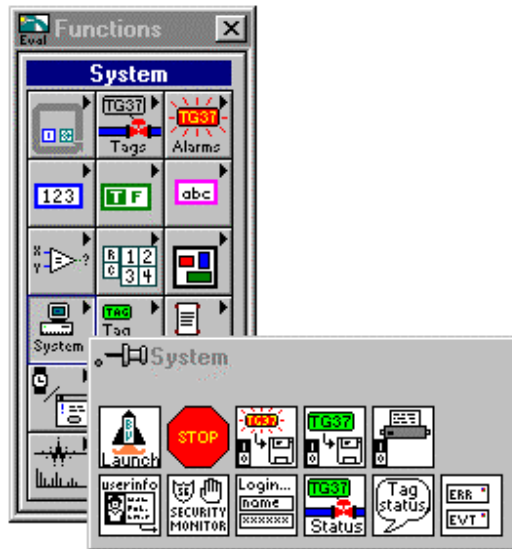 Functions
Eval
System
TG37
TG37
Tags
Alarms
123
T F
abc
X
Y
?
R 1 2
C 3 4
System
TAG
Tag
System
Launch
STOP
TG37
TG37
userinfo
SECURITY
MONITOR
Login...
name
xxxxxx
TG37
Status
Tag
status
ERR
EVT